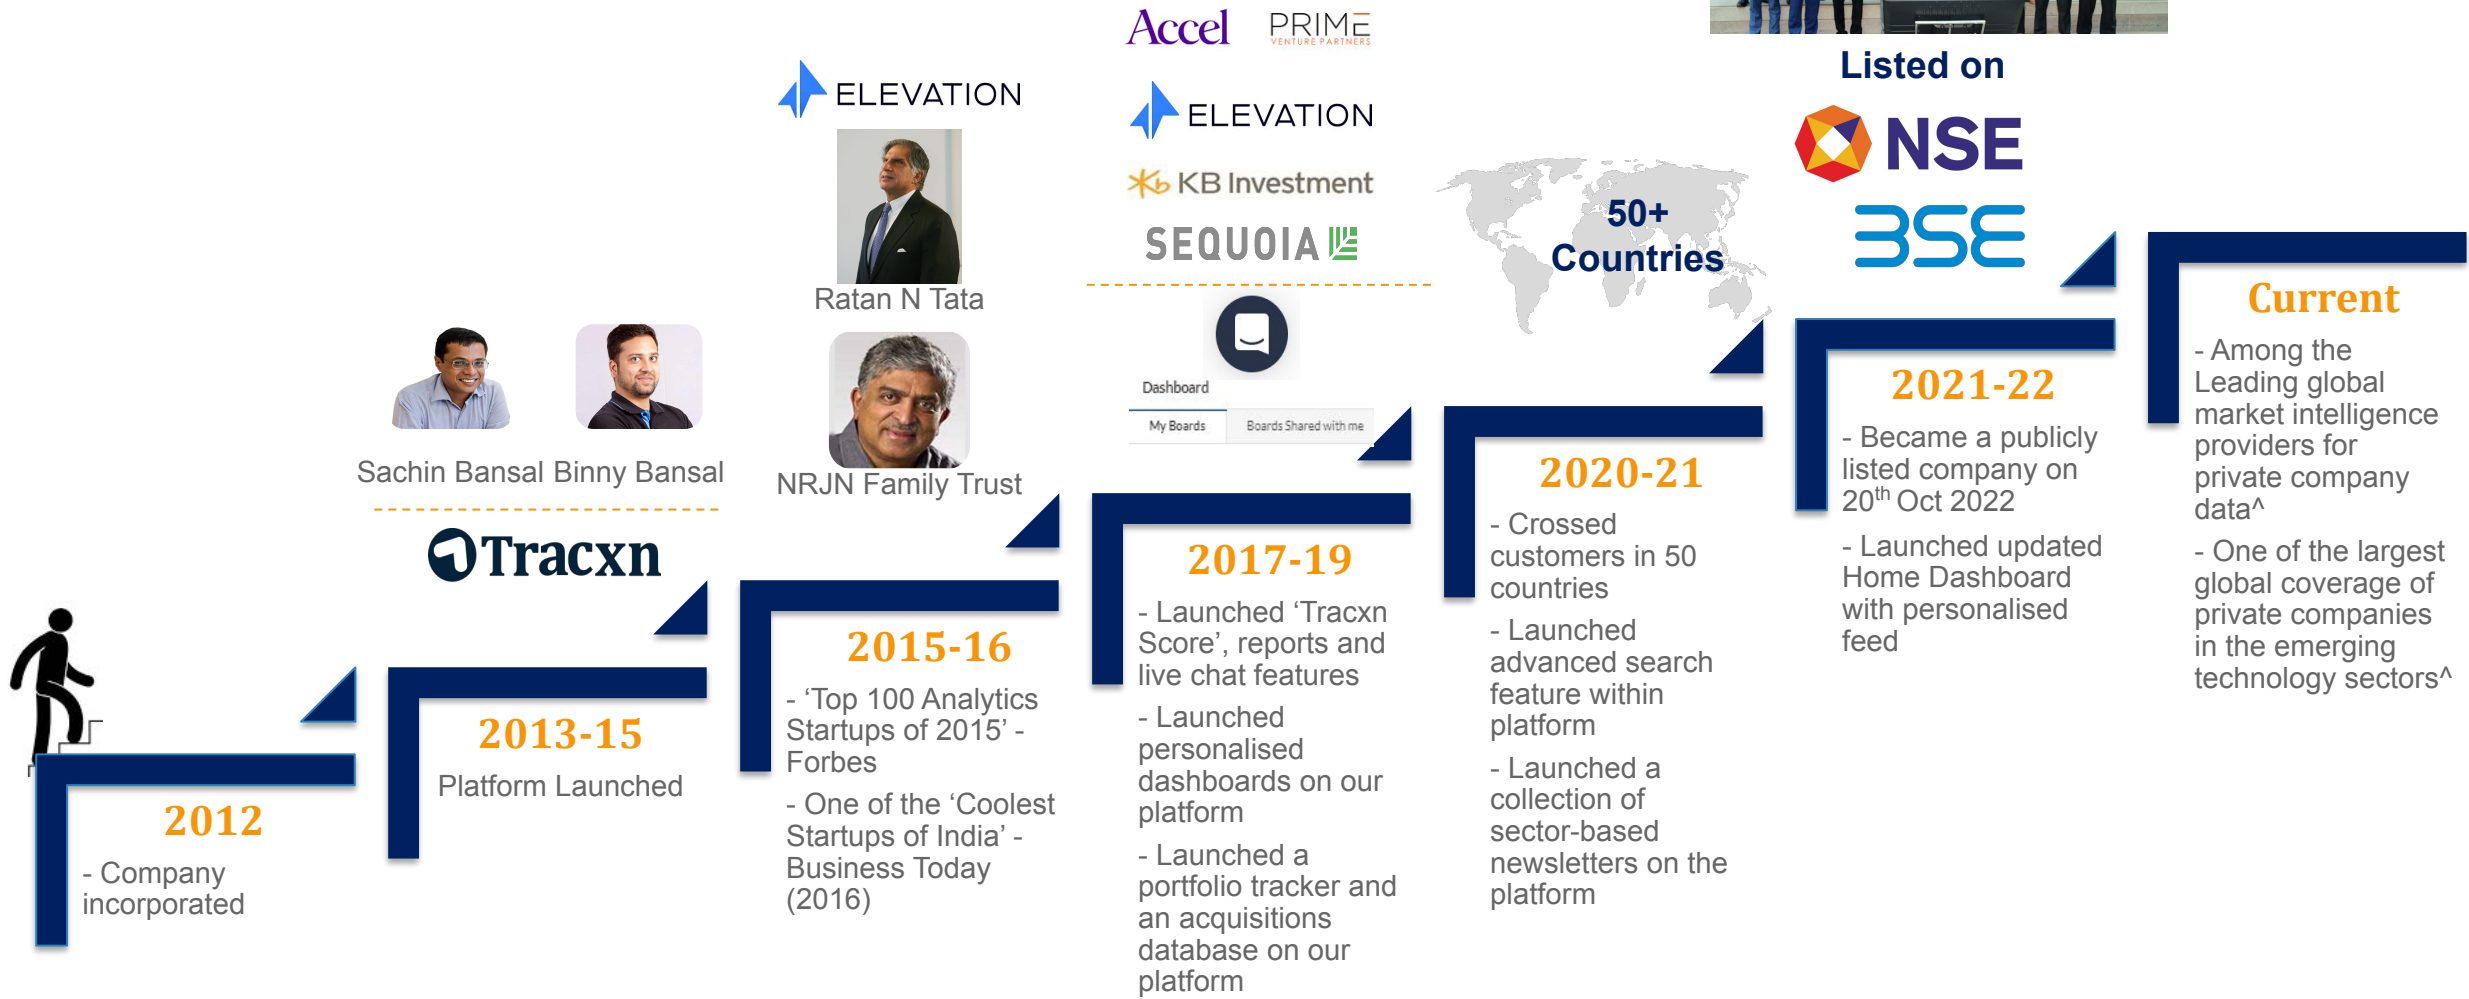 Accel
PRIME
VENTURE PARTNERS
ELEVATION
ELEVATION
KB Investment
SEQUOIA
Listed on
NSE
BSE
50+
Countries
Ratan N Tata
NRJN Family Trust
Sachin Bansal Binny Bansal
Tracxn
Dashboard
My Boards
Boards Shared with me
2012
- Company
incorporated
2013-15
Platform Launched
2015-16
- ‘Top 100 Analytics
Startups of 2015’ -
Forbes
- One of the ‘Coolest
Startups of India’ -
Business Today
(2016)
2017-19
- Launched ‘Tracxn
Score’, reports and
live chat features
- Launched
personalised
dashboards on our
platform
- Launched a
portfolio tracker and
an acquisitions
database on our
platform
2020-21
- Crossed
customers in 50
countries
- Launched
advanced search
feature within
platform
- Launched a
collection of
sector-based
newsletters on the
platform
2021-22
- Became a publicly
listed company on
20th Oct 2022
- Launched updated
Home Dashboard
with personalised
feed
Current
- Among the
Leading global
market intelligence
providers for
private company
data^
- One of the largest
global coverage of
private companies
in the emerging
technology sectors^